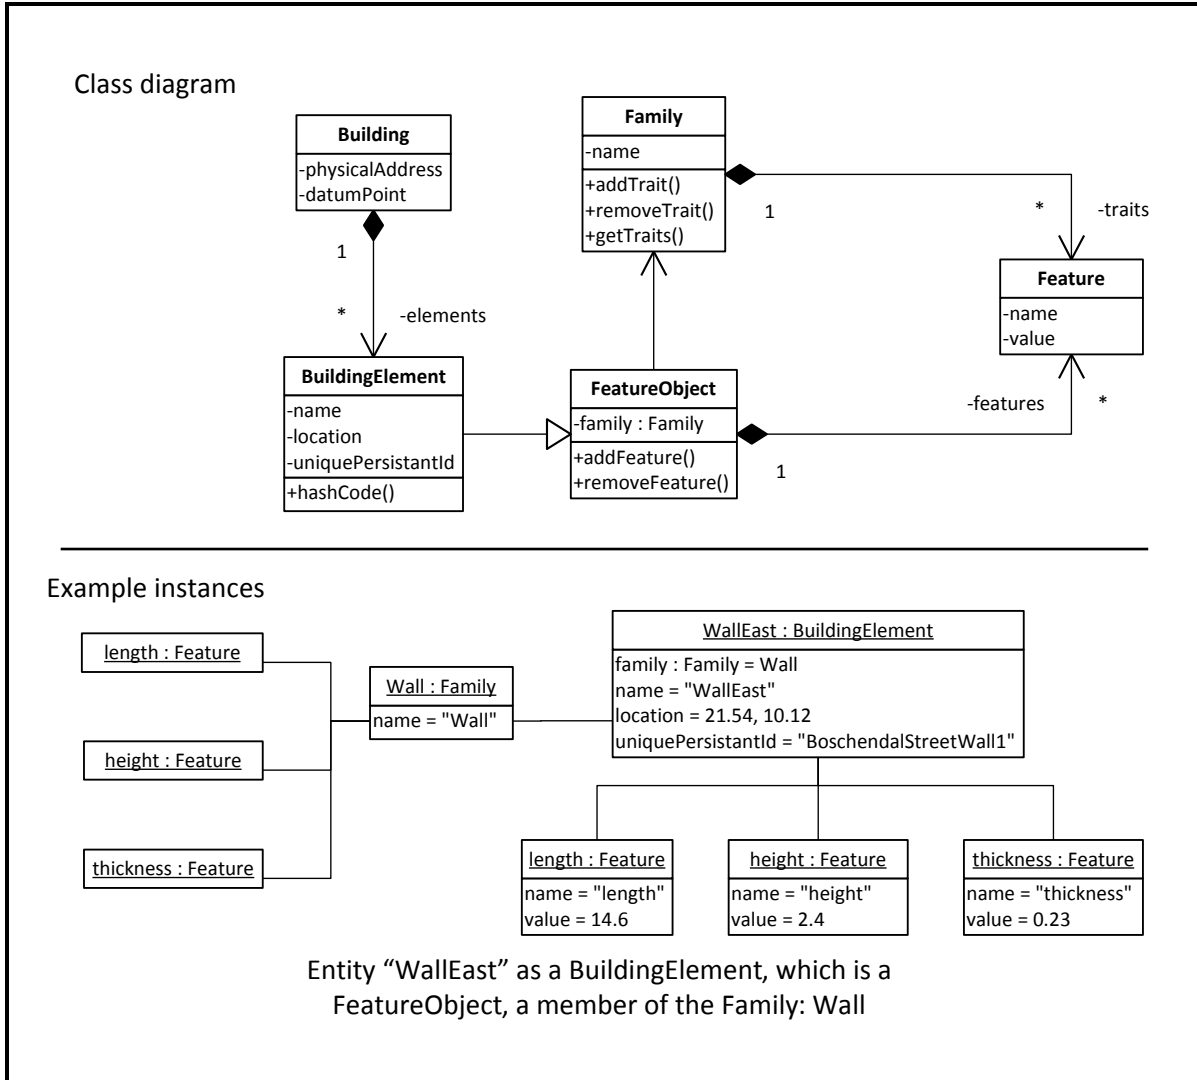 Class diagram
Building
-physicalAddress
-datumPoint
1
*
-elements
BuildingElement
-name
-location
-uniquePersistantId
+hashCode()
Family
-name
+addTrait()
+removeTrait()
+getTraits()
1
*
-traits
Feature
-name
-value
FeatureObject
-family : Family
+addFeature()
+removeFeature()
1
-features
*
Example instances
length : Feature
height : Feature
thickness : Feature
Wall : Family
name = "Wall"
WallEast : BuildingElement
family : Family = Wall
name = "WallEast"
location = 21.54, 10.12
uniquePersistantId = "BoschendalStreetWall1"
length : Feature
name = "length"
value = 14.6
height : Feature
name = "height"
value = 2.4
thickness : Feature
name = "thickness"
value = 0.23
Entity “WallEast” as a BuildingElement, which is a
FeatureObject, a member of the Family: Wall